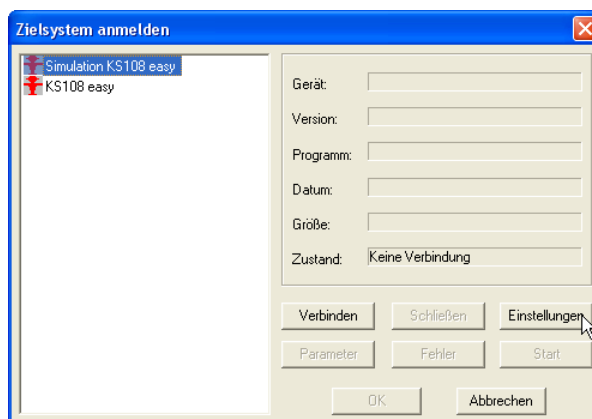 Zielsystem anmelden
Simulation KS108 easy
KS108 easy
Gerät:
Version:
Programm:
Datum:
Größe:
Zustand: Keine Verbindung
Verbinden Schließen Einstellungen
Parameter Fehler Start
OK Abbrechen